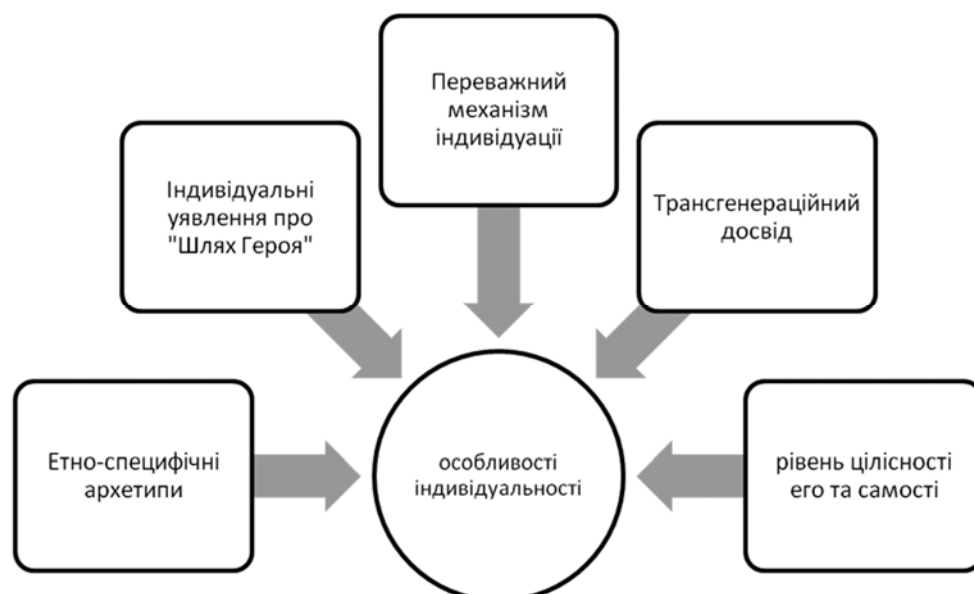 Переважний
механізм
індивідуації
Індивідуальні
уявлення про
"Шлях Героя"
Трансгенераційний
досвід
Етно-специфічні
архетипи
особливості
індивідуальності
рівень цілісності
его та самості